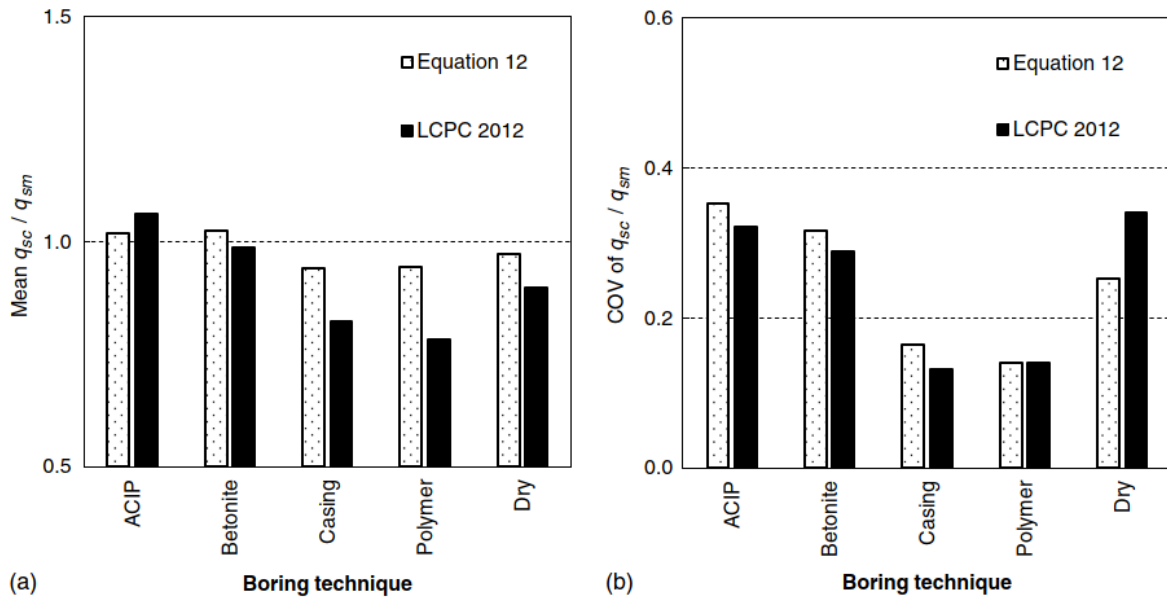 1.5
Equation 12
LCPC 2012
Mean qsc / qsm
1.0
0.5
ACIP
Betonite
Casing
Polymer
Dry
(a)
Boring technique
0.6
Equation 12
LCPC 2012
0.4
COV of qsc / qsm
0.2
0.0
ACIP
Betonite
Casing
Polymer
Dry
(b)
Boring technique